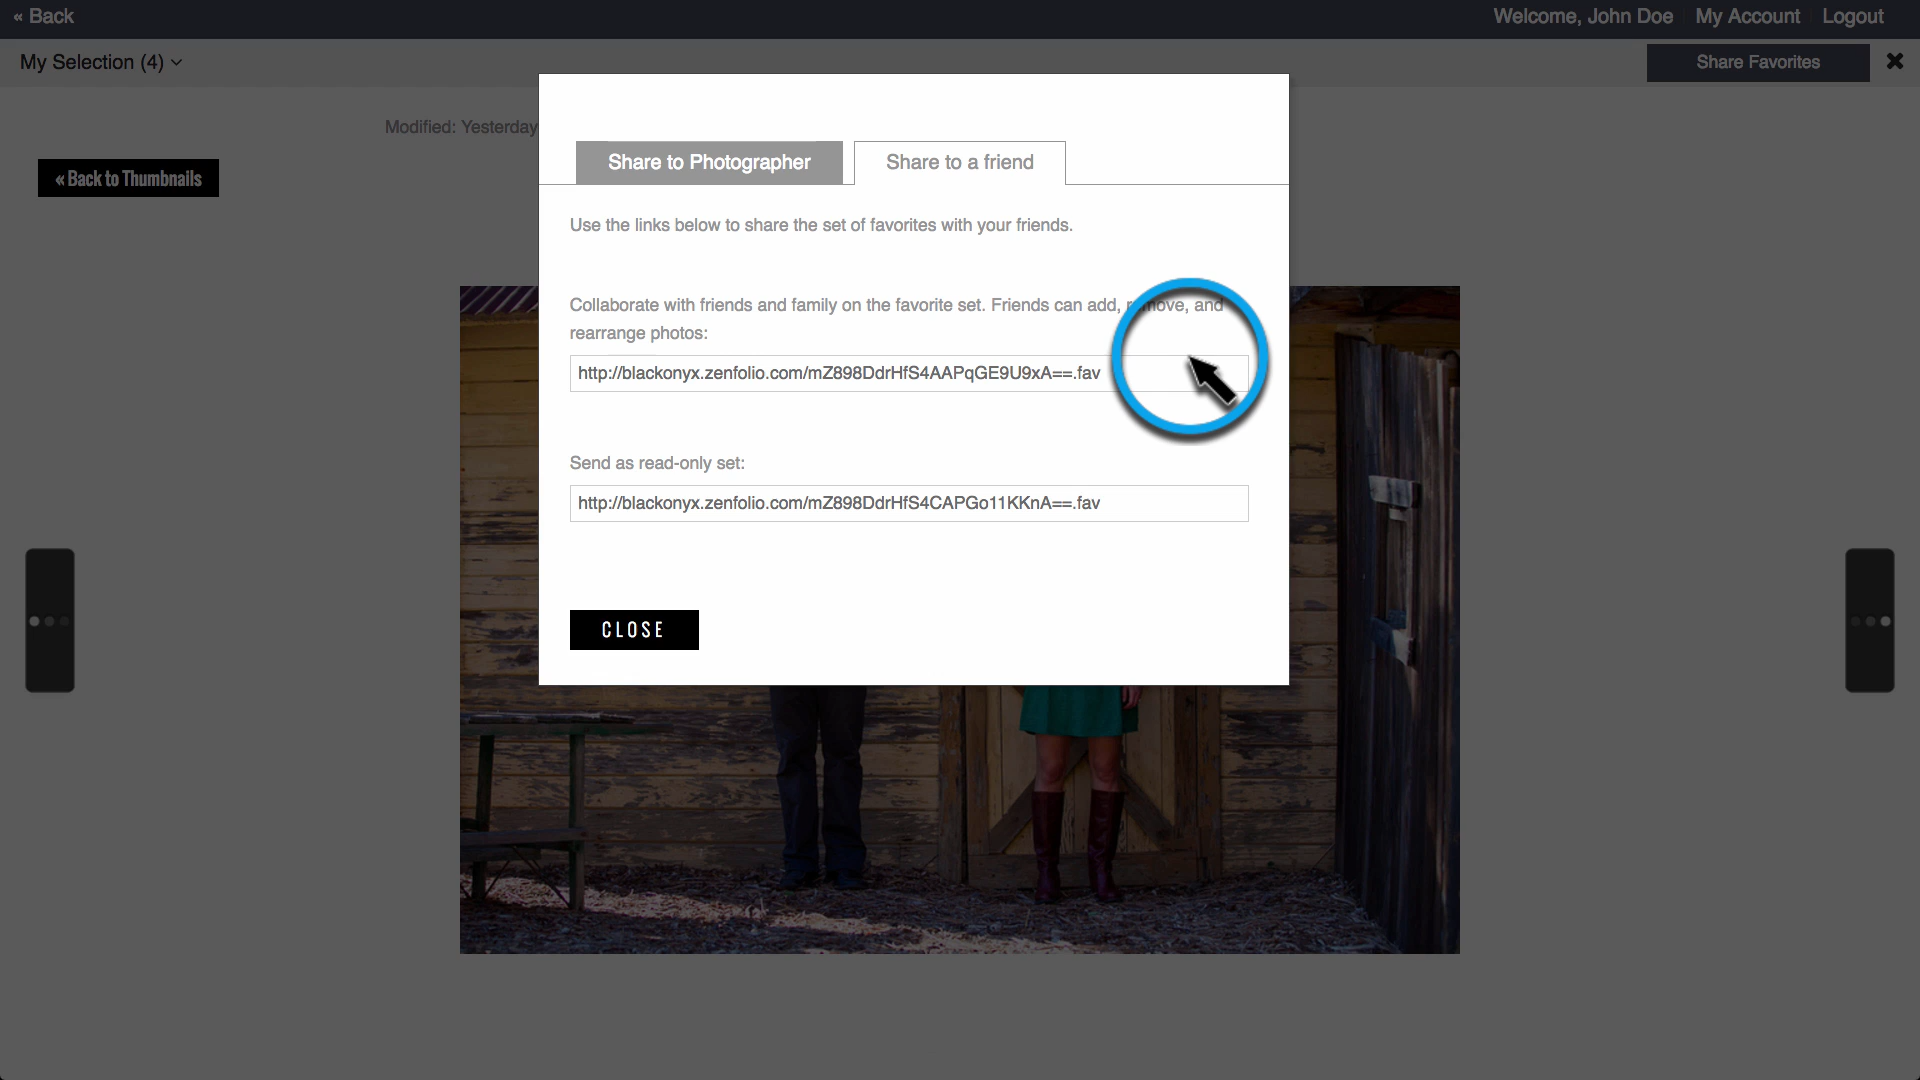 « Back
Welcome, John Doe
My Account
Logout
My Selection (4)
Share Favorites
Modified: Yesterday
« Back to Thumbnails
Share to Photographer
Share to a friend
Use the links below to share the set of favorites with your friends.
Collaborate with friends and family on the favorite set. Friends can add, remove, and
rearrange photos:
http://blackonyx.zenfolio.com/mZ898DdrHfS4AAPqGE9U9xA==.fav
Send as read-only set:
http://blackonyx.zenfolio.com/mZ898DdrHfS4CAPGo11KKnA==.fav
CLOSE